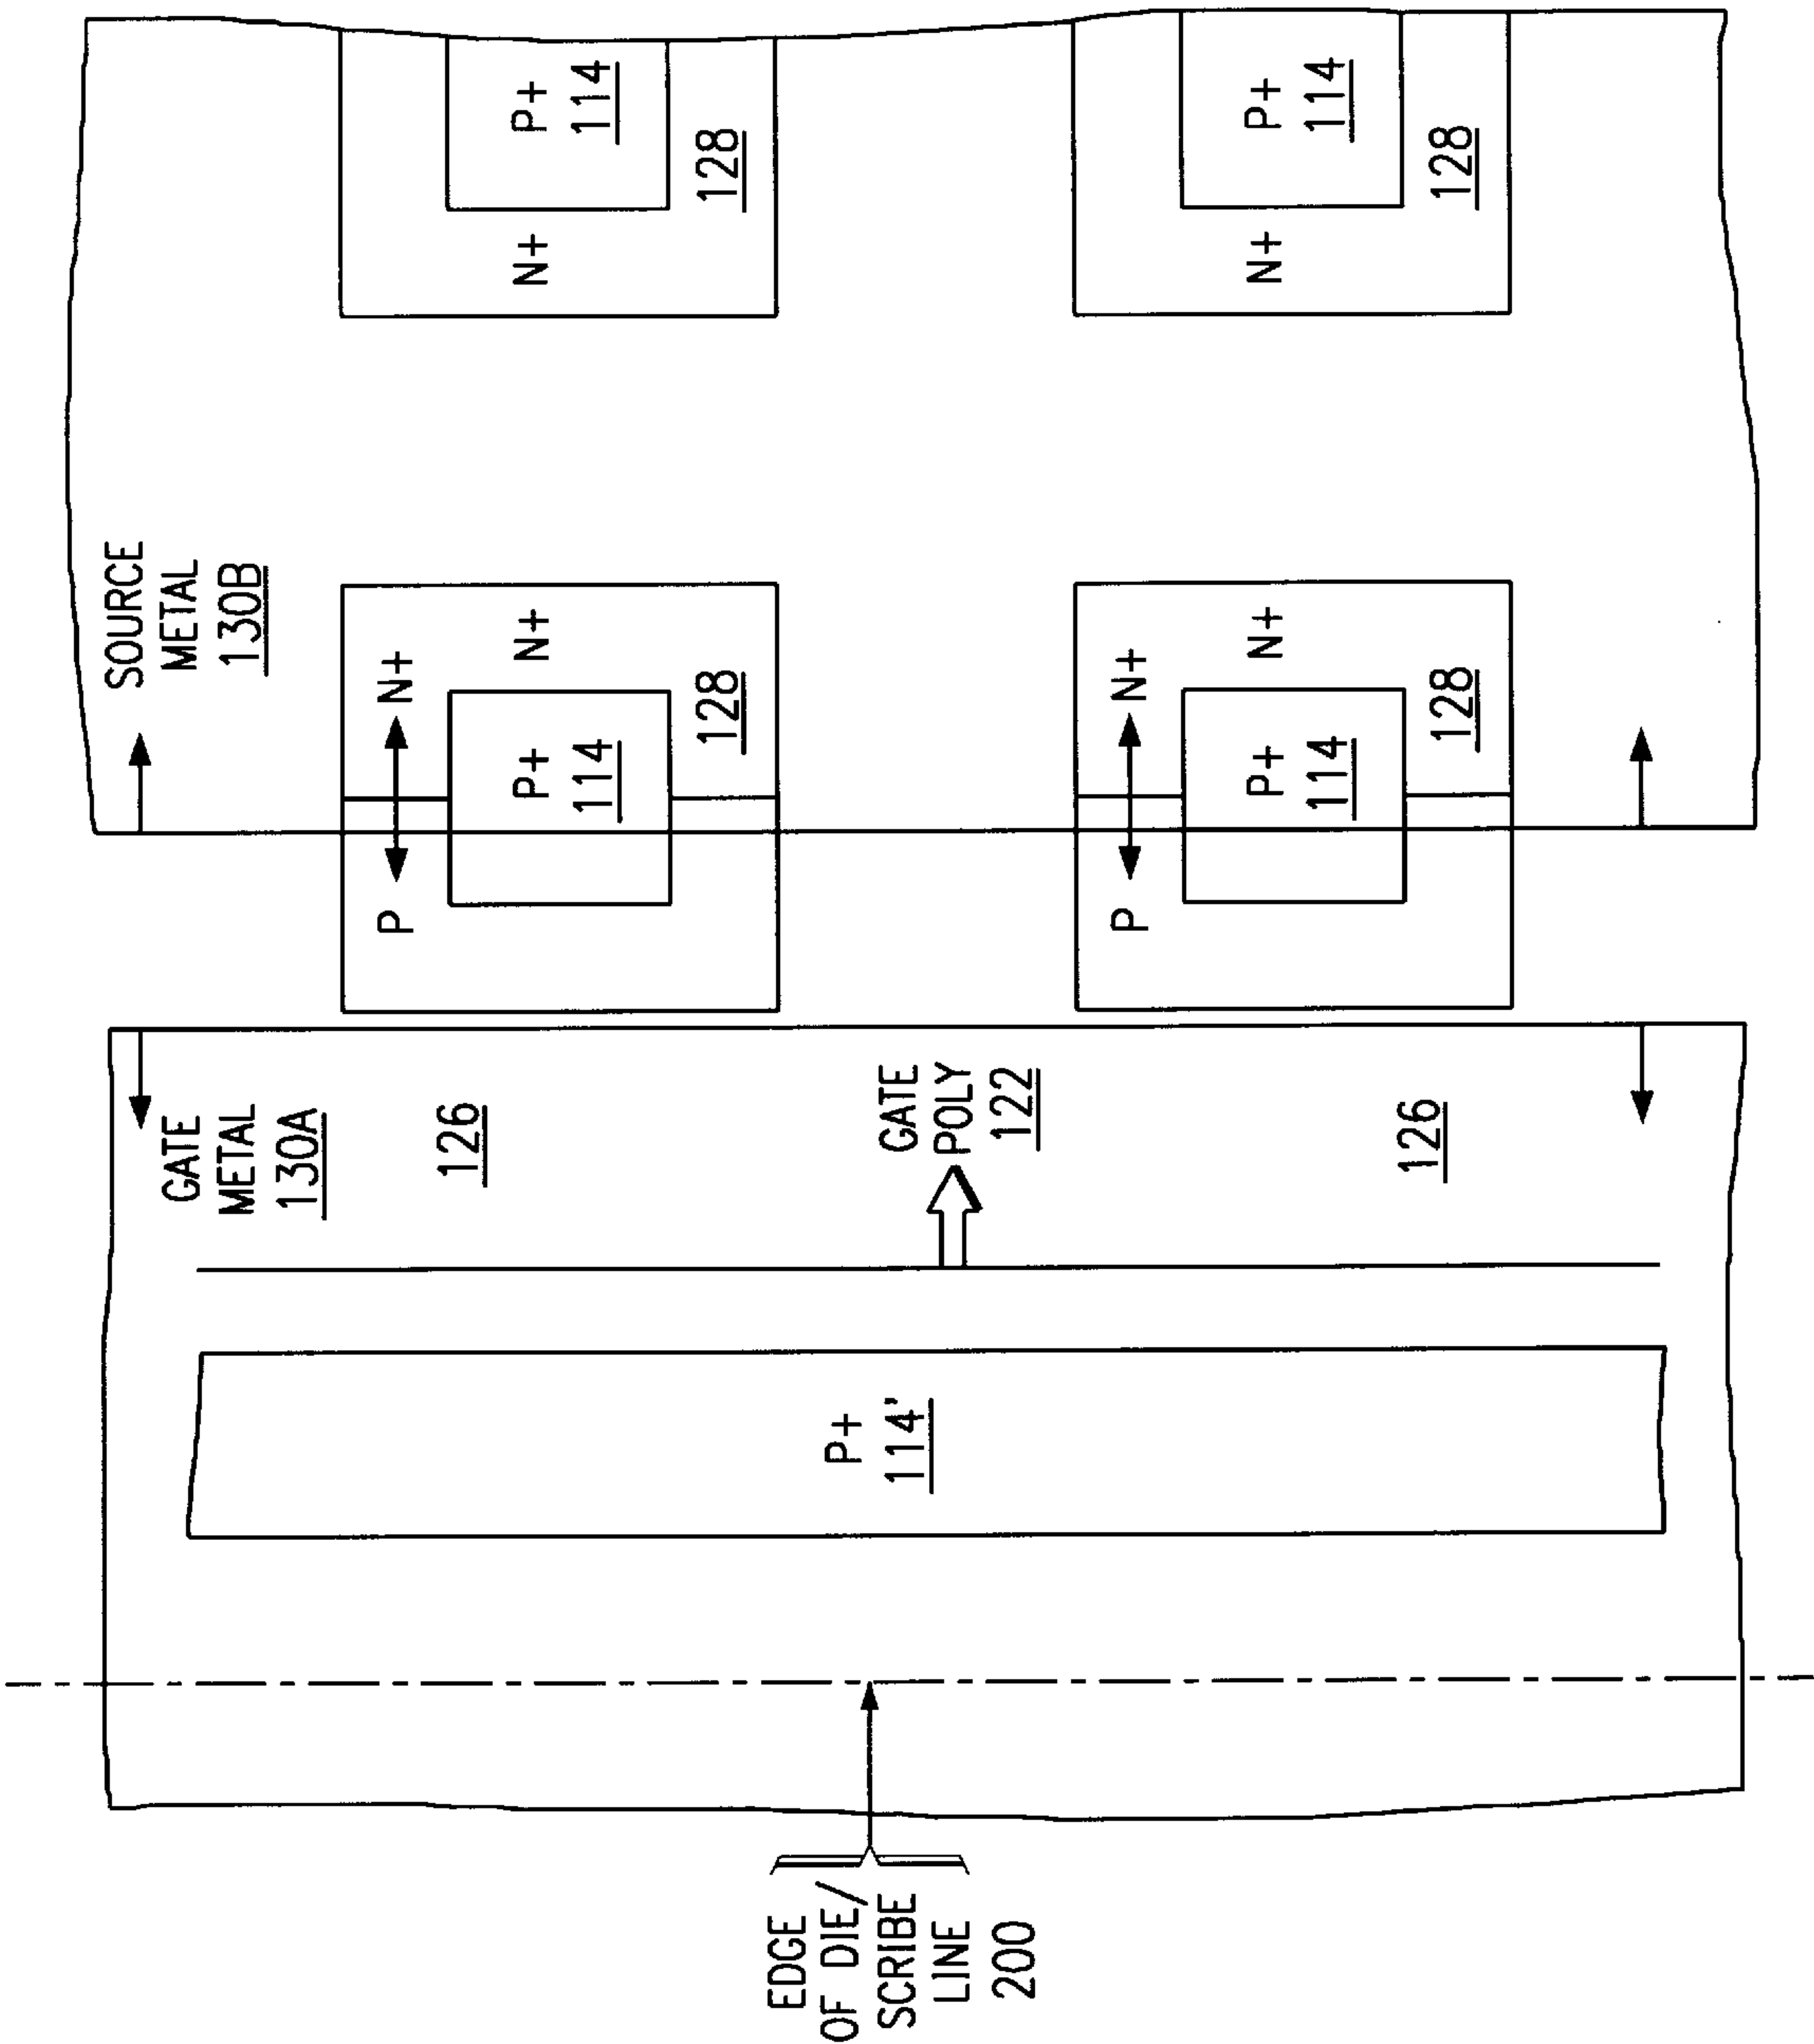 EDGE
OF DIE/
SCRIBE
LINE
200
P+
114'
GATE
METAL
130A
126
GATE
POLY
122
126
SOURCE
METAL
130B
P
N+
P+
114
N+
128
P
N+
P+
114
N+
128
N+
P+
114
128
N+
P+
114
128